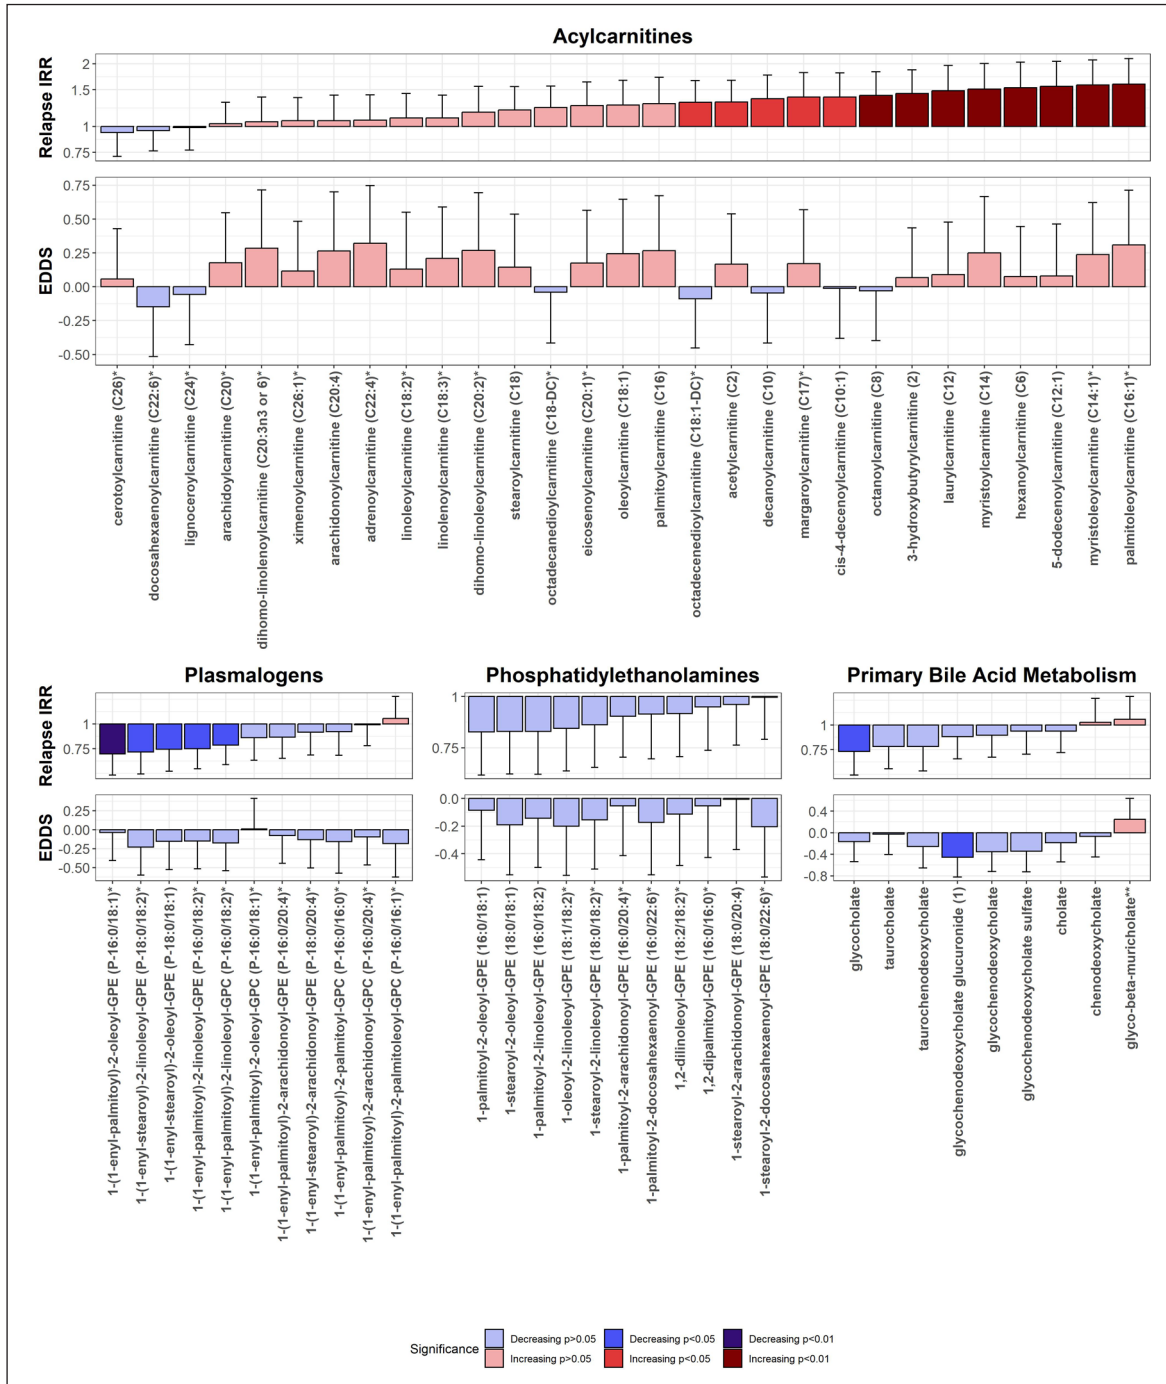 Acylcarnitines
Relapse IRR
2
1.5
1
0.75
EDDS
0.75
0.50
0.25
0.00
-0.25
-0.50
cerotoylcarnitine (C26)*
docosahexaenoylcarnitine (C22:6)*
lignoceroylcarnitine (C24)*
arachidoylcarnitine (C20)*
dihomo-linolenoylcarnitine (C20:3n3 or 6)*
ximenoylcarnitine (C26:1)*
arachidonoylcarnitine (C20:4)
adrenoylcarnitine (C22:4)*
linoleoylcarnitine (C18:2)*
linolenoylcarnitine (C18:3)*
dihomo-linoleoylcarnitine (C20:2)*
stearoylcarnitine (C18)
octadecanedioylcarnitine (C18-DC)*
eicosenoylcarnitine (C20:1)*
oleoylcarnitine (C18:1)
palmitoylcarnitine (C16)
octadecenedioylcarnitine (C18:1-DC)*
acetylcarnitine (C2)
decanoylcarnitine (C10)
margaroylcarnitine (C17)*
cis-4-decenoylcarnitine (C10:1)
octanoylcarnitine (C8)
3-hydroxybutyrylcarnitine (2)
laurylcarnitine (C12)
myristoylcarnitine (C14)
hexanoylcarnitine (C6)
5-dodecenoylcarnitine (C12:1)
myristoleoylcarnitine (C14:1)*
palmitoleoylcarnitine (C16:1)*
Plasmalogens
Relapse IRR
1
0.75
EDDS
0.25
0.00
-0.25
-0.50
1-(1-enyl-palmitoyl)-2-oleoyl-GPE (P-16:0/18:1)*
1-(1-enyl-stearoyl)-2-linoleoyl-GPE (P-18:0/18:2)*
1-(1-enyl-stearoyl)-2-oleoyl-GPE (P-18:0/18:1)
1-(1-enyl-palmitoyl)-2-linoleoyl-GPE (P-16:0/18:2)*
1-(1-enyl-palmitoyl)-2-linoleoyl-GPC (P-16:0/18:2)*
1-(1-enyl-palmitoyl)-2-oleoyl-GPC (P-16:0/18:1)*
1-(1-enyl-palmitoyl)-2-arachidonoyl-GPE (P-16:0/20:4)*
1-(1-enyl-stearoyl)-2-arachidonoyl-GPE (P-18:0/20:4)*
1-(1-enyl-palmitoyl)-2-palmitoyl-GPC (P-16:0/16:0)*
1-(1-enyl-palmitoyl)-2-arachidonoyl-GPC (P-16:0/20:4)*
1-(1-enyl-palmitoyl)-2-palmitoleoyl-GPC (P-16:0/16:1)*
Phosphatidylethanolamines
1
0.75
0.0
-0.2
-0.4
1-palmitoyl-2-oleoyl-GPE (16:0/18:1)
1-stearoyl-2-oleoyl-GPE (18:0/18:1)
1-palmitoyl-2-linoleoyl-GPE (16:0/18:2)
1-oleoyl-2-linoleoyl-GPE (18:1/18:2)*
1-stearoyl-2-linoleoyl-GPE (18:0/18:2)*
1-palmitoyl-2-arachidonoyl-GPE (16:0/20:4)*
1-palmitoyl-2-docosahexaenoyl-GPE (16:0/22:6)*
1,2-dilinoleoyl-GPE (18:2/18:2)*
1,2-dipalmitoyl-GPE (16:0/16:0)*
1-stearoyl-2-arachidonoyl-GPE (18:0/20:4)
1-stearoyl-2-docosahexaenoyl-GPE (18:0/22:6)*
Primary Bile Acid Metabolism
1
0.75
0.4
0.0
-0.4
-0.8
glycocholate
taurocholate
taurochenodeoxycholate
glycochenodeoxycholate glucuronide (1)
glycochenodeoxycholate
glycochenodeoxycholate sulfate
cholate
chenodeoxycholate
glyco-beta-muricholate**
Significance
Decreasing p>0.05
Decreasing p<0.05
Decreasing p<0.01
Increasing p>0.05
Increasing p<0.05
Increasing p<0.01